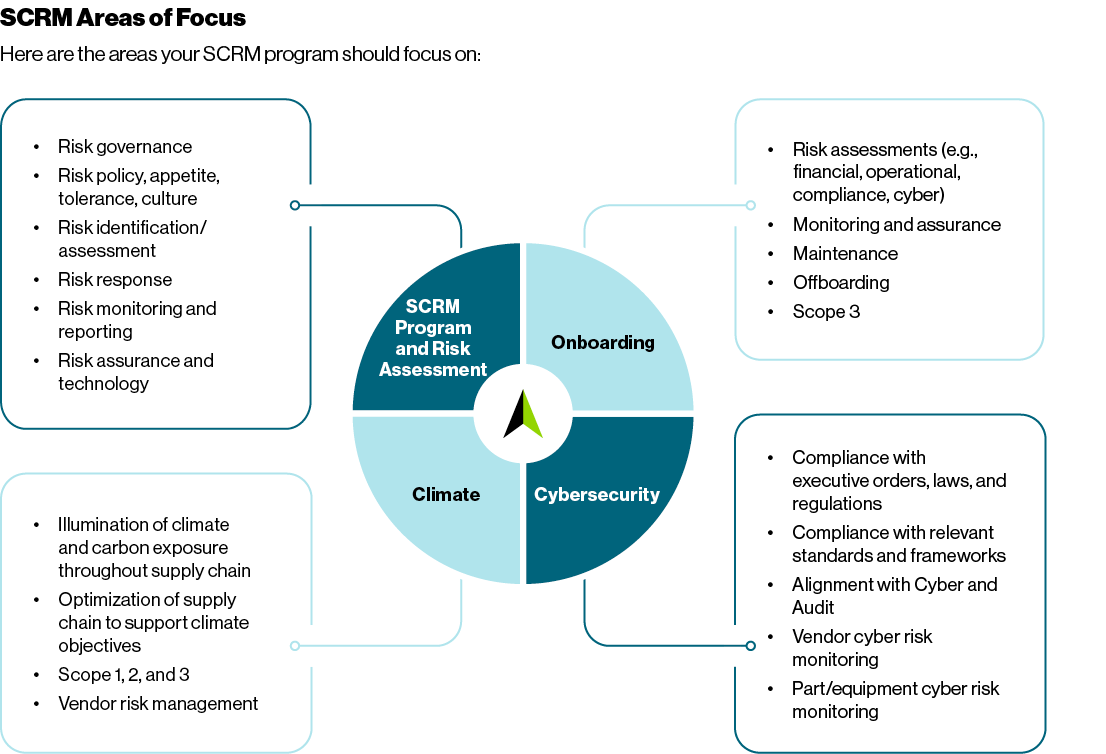 SCRM Areas of Focus
Here are the areas your SCRM program should focus on:
• Risk governance
• Risk policy, appetite,
tolerance, culture
• Risk identification/
assessment
• Risk response
• Risk monitoring and
reporting
• Risk assurance and
technology
• Risk assessments (e.g.,
financial, operational,
compliance, cyber)
• Monitoring and assurance
• Maintenance
• Offboarding
• Scope 3
SCRM
Program
and Risk
Assessment
Onboarding
Climate
Cybersecurity
• Illumination of climate
and carbon exposure
throughout supply chain
• Optimization of supply
chain to support climate
objectives
• Scope 1, 2, and 3
• Vendor risk management
• Compliance with
executive orders, laws, and
regulations
• Compliance with relevant
standards and frameworks
• Alignment with Cyber and
Audit
• Vendor cyber risk
monitoring
• Part/equipment cyber risk
monitoring